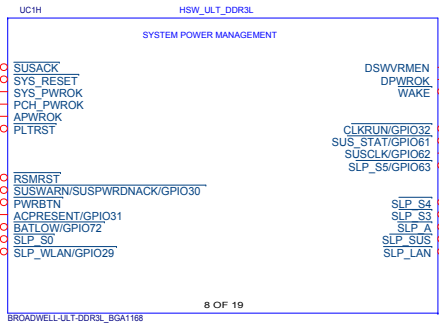 UC1H
HSW_ULT_DDR3L
SYSTEM POWER MANAGEMENT
SUSACK
SYS_RESET
SYS_PWROK
PCH_PWROK
APWROK
PLTRST
RSMRST
SUSWARN/SUSPWRDNACK/GPIO30
PWRBTN
ACPRESENT/GPIO31
BATLOW/GPIO72
SLP_S0
SLP_WLAN/GPIO29
DSWVRMEN
DPWROK
WAKE
CLKRUN/GPIO32
SUS_STAT/GPIO61
SUSCLK/GPIO62
SLP_S5/GPIO63
SLP_S4
SLP_S3
SLP_A
SLP_SUS
SLP_LAN
8 OF 19
BROADWELL-ULT-DDR3L_BGA1168